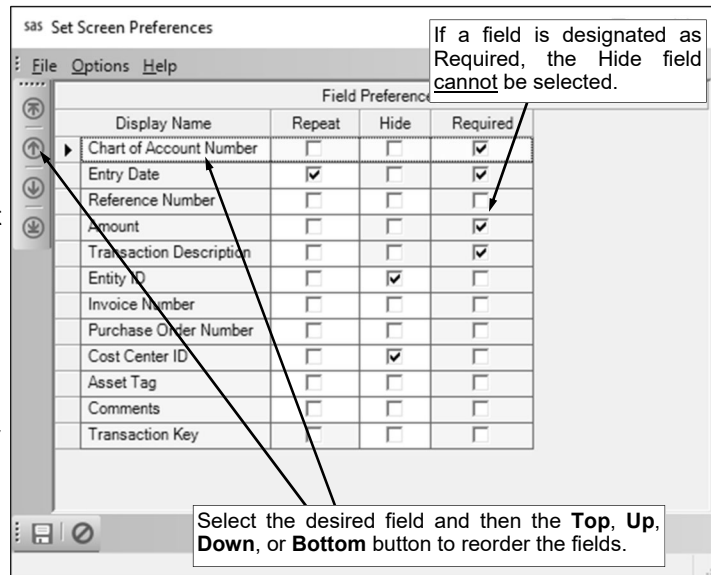 sas Set Screen Preferences
If a field is designated as
Required, the Hide field
cannot be selected.
File Options Help
Field Preference
Display Name Repeat Hide Required
Chart of Account Number
Entry Date
Reference Number
Amount
Transaction Description
Entity ID
Invoice Number
Purchase Order Number
Cost Center ID
Asset Tag
Comments
Transaction Key
Select the desired field and then the Top, Up,
Down, or Bottom button to reorder the fields.